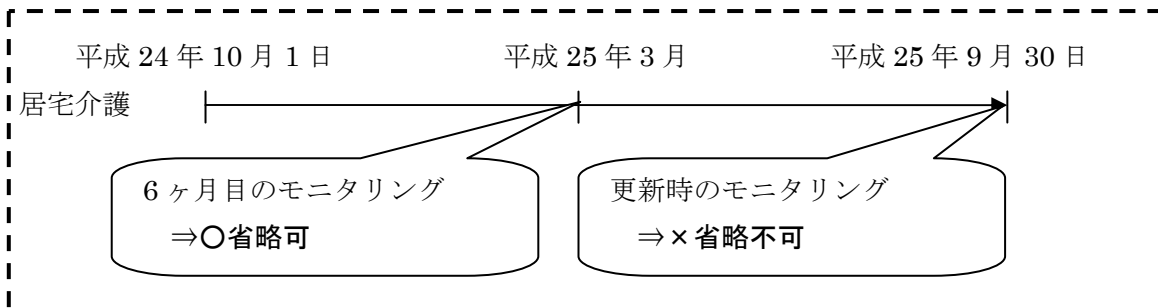 平成 24 年 10 月 1 日 平成 25 年 3 月 平成 25 年 9 月 30 日
居宅介護
6 ヶ月目のモニタリング
⇒○省略可
更新時のモニタリング
⇒×省略不可